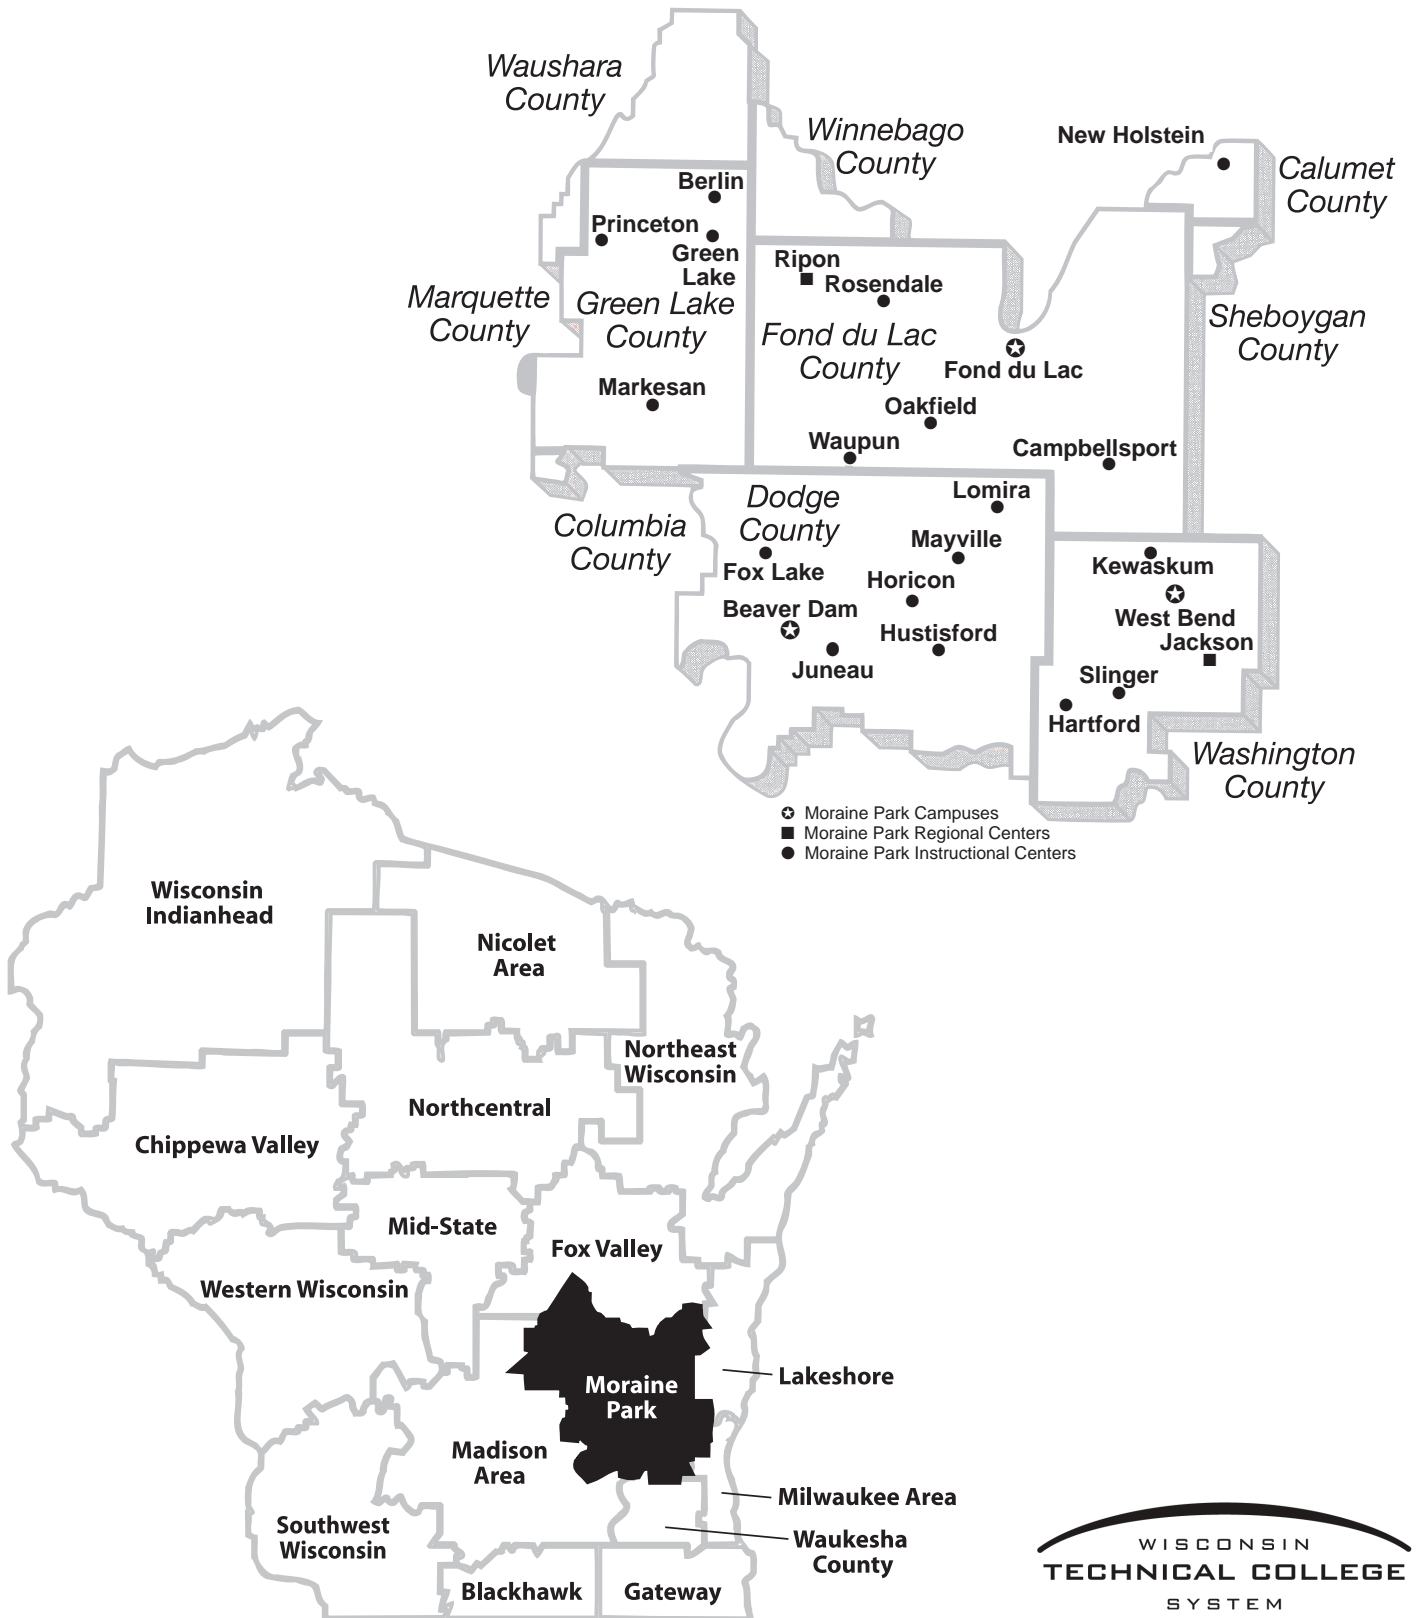 Waushara
County
Winnebago
County
New Holstein
Calumet
County
Berlin
Princeton
Green
Lake
Ripon
Rosendale
Marquette
County
Green Lake
County
Fond du Lac
County
Sheboygan
County
Fond du Lac
Markesan
Oakfield
Waupun
Campbellsport
Columbia
County
Dodge
County
Lomira
Mayville
Fox Lake
Horicon
Kewaskum
Beaver Dam
West Bend
Hustisford
Jackson
Juneau
Slinger
Hartford
Washington
County
Moraine Park Campuses
Moraine Park Regional Centers
Moraine Park Instructional Centers
Wisconsin
Indianhead
Nicolet
Area
Northeast
Wisconsin
Northcentral
Chippewa Valley
Mid-State
Fox Valley
Western Wisconsin
Moraine
Park
Lakeshore
Madison
Area
Milwaukee Area
Southwest
Wisconsin
Waukesha
County
Blackhawk
Gateway
WISCONSIN
TECHNICAL COLLEGE
SYSTEM